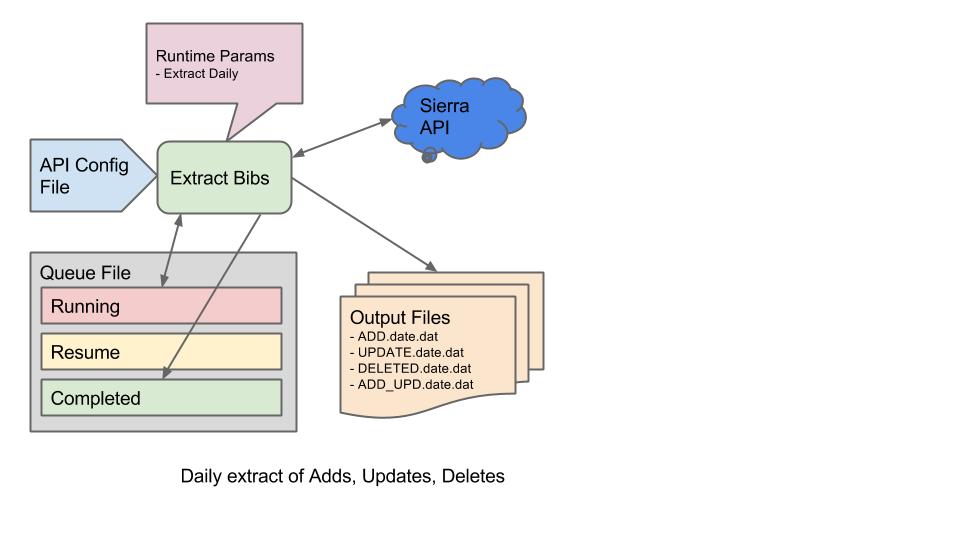 Runtime Params
- Extract Daily
Sierra
API
API Config
File
Extract Bibs
Queue File
Running
Resume
Completed
Output Files
- ADD.date.dat
- UPDATE.date.dat
- DELETED.date.dat
- ADD_UPD.date.dat
Daily extract of Adds, Updates, Deletes